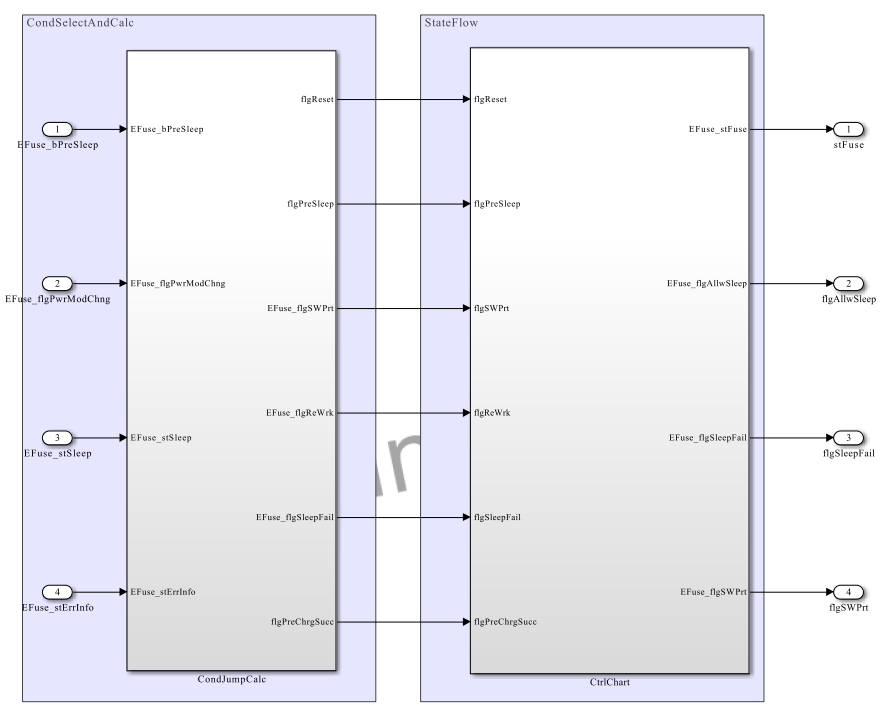 CondSelectAndCalc
StateFlow
flgReset
flgReset
1
EFuse_bPreSleep
EFuse_bPreSleep
EFuse_stFuse
1
stFuse
flgPreSleep
flgPreSleep
2
EFuse_flgPwrModChng
EFuse_flgPwrModChng
EFuse_flgAllwSleep
2
flgAllwSleep
EFuse_flgSWPrt
flgSWPrt
EFuse_flgReWrk
flgReWrk
3
EFuse_stSleep
EFuse_stSleep
EFuse_flgSleepFail
3
flgSleepFail
EFuse_flgSleepFail
flgSleepFail
4
EFuse_stErrInfo
EFuse_stErrInfo
EFuse_flgSWPrt
4
flgSWPrt
flgPreChrgSucc
flgPreChrgSucc
CondJumpCalc
CtrlChart